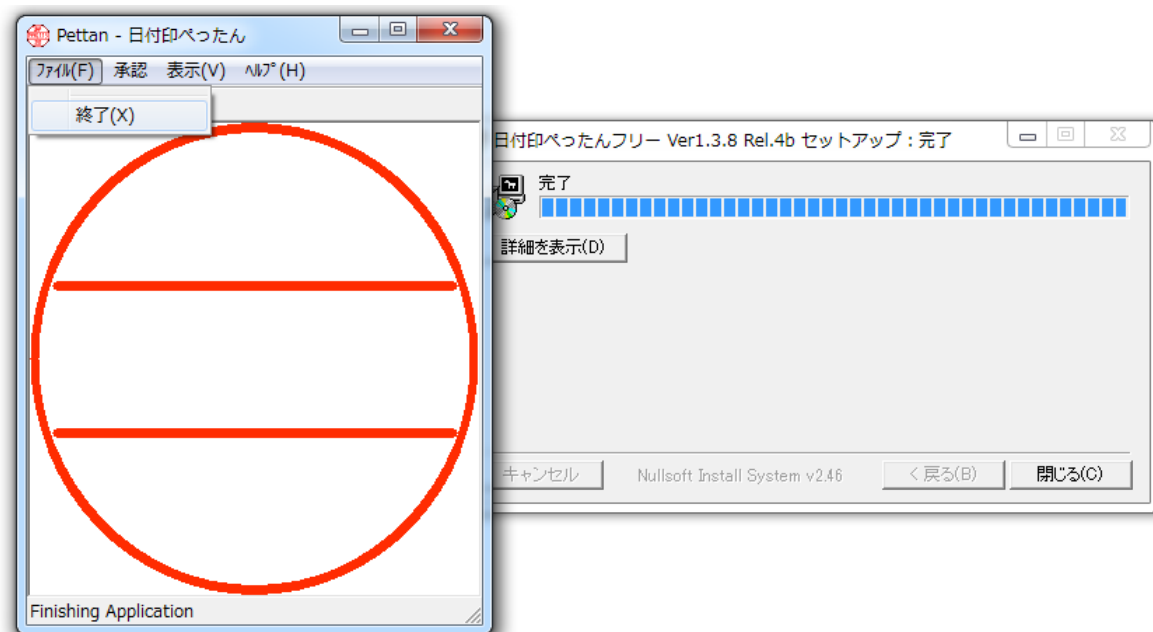 Pettan - 日付印ぺったん
ﾌｧｲﾙ(F) 承認 表示(V) ﾍﾙﾌﾟ(H)
終了(X)
Finishing Application
日付印ぺったんフリー Ver1.3.8 Rel.4b セットアップ：完了
完了
詳細を表示(D)
キャンセル Nullsoft Install System v2.46 < 戻る(B) 閉じる(C)